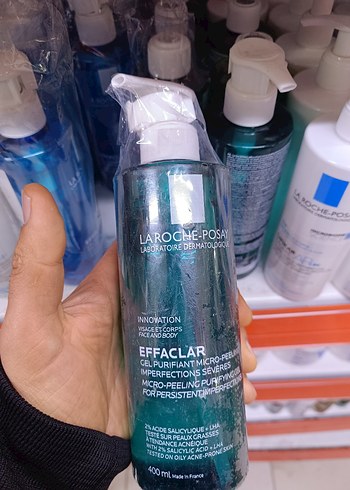 LA ROCHE-POSAY
LABORATOIRE DERMATOLOGIQUE
INNOVATION
VISAGE ET CORPS
FACE AND BODY
EFFACLAR
GEL PURIFIANT MICRO-PEELING
IMPERFECTIONS SÉVÈRES
MICRO-PEELING PURIFYING GEL
FOR PERSISTENT IMPERFECTIONS
2% ACIDE SALICYLIQUE + LHA
TESTÉ SUR PEAUX GRASSES
À TENDANCE ACNÉIQUE
WITH 2% SALICYLIC ACID + LHA
TESTED ON OILY ACNE-PRONE SKIN
400 mL Made in France